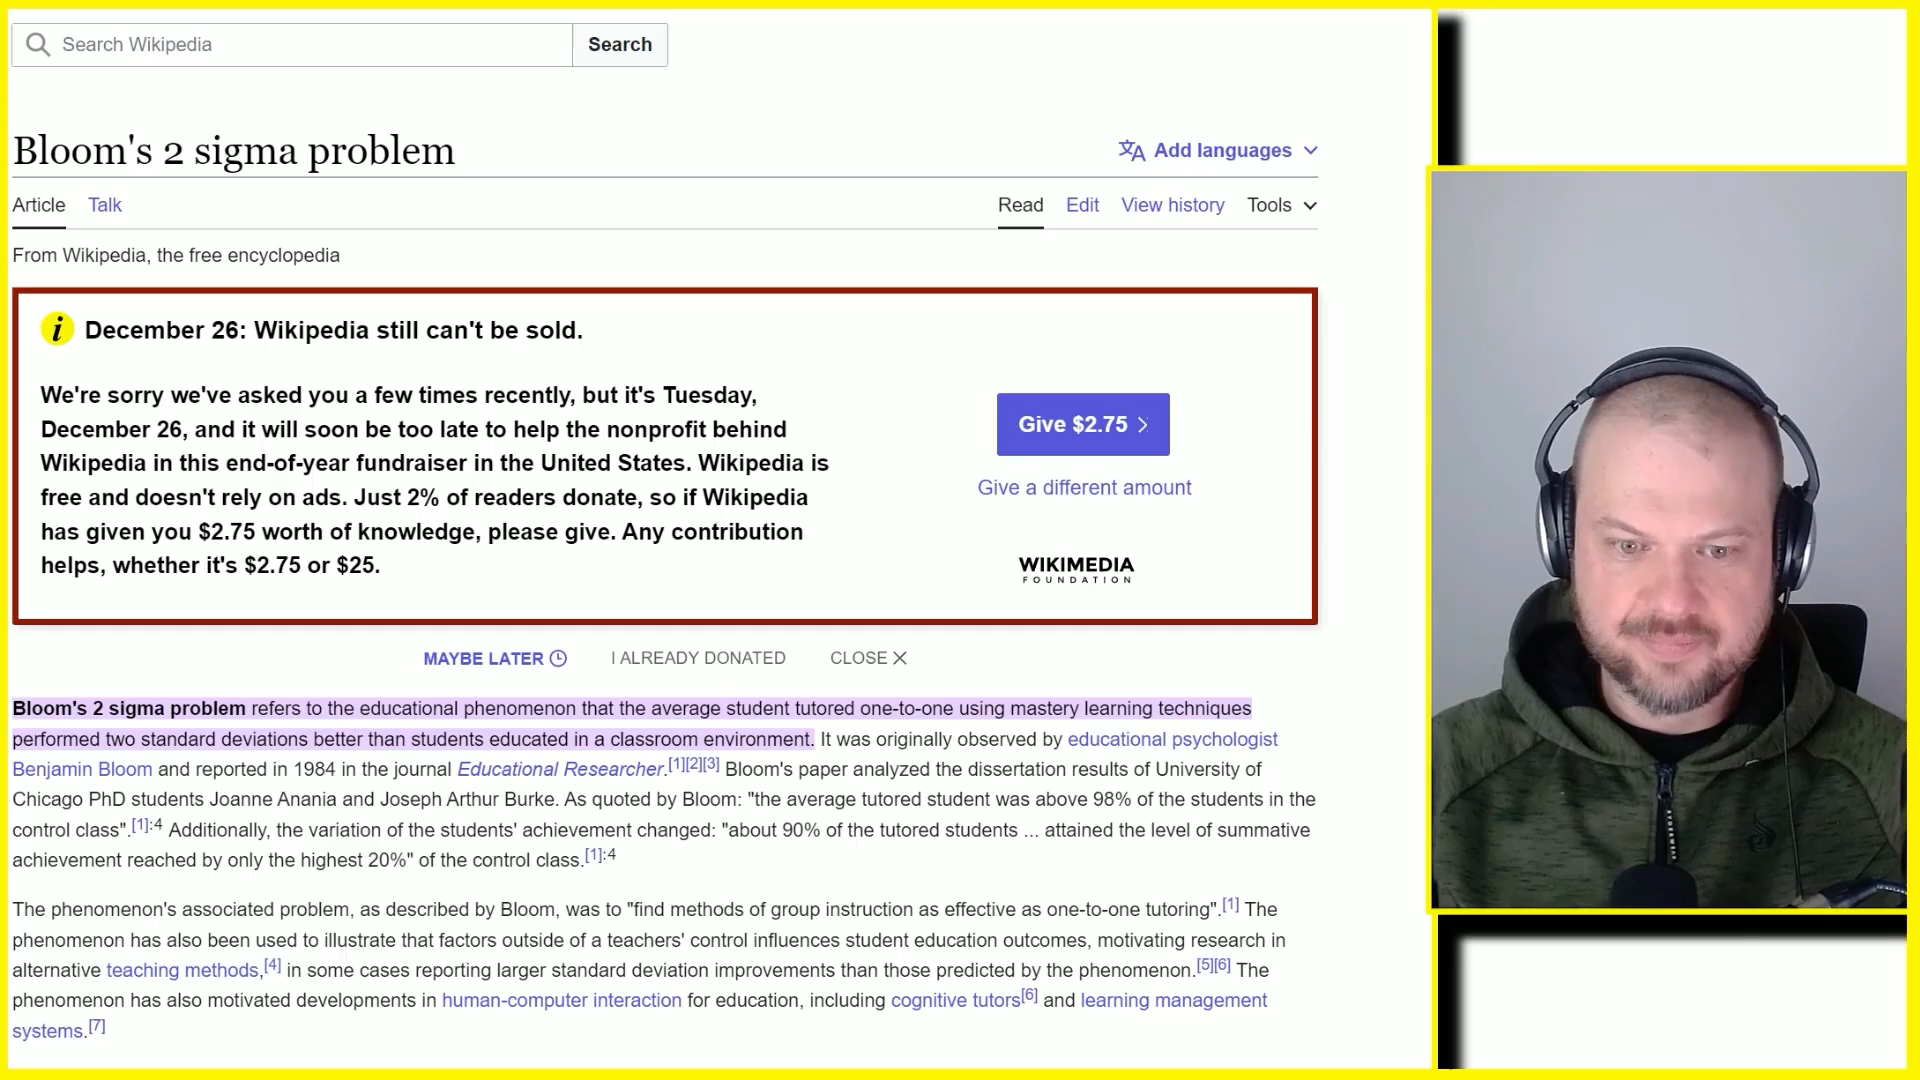 Search Wikipedia
Search
Bloom's 2 sigma problem
Add languages
Article Talk
Read Edit View history Tools
From Wikipedia, the free encyclopedia
i December 26: Wikipedia still can't be sold.
We're sorry we've asked you a few times recently, but it's Tuesday,
December 26, and it will soon be too late to help the nonprofit behind
Wikipedia in this end-of-year fundraiser in the United States. Wikipedia is
free and doesn't rely on ads. Just 2% of readers donate, so if Wikipedia
has given you $2.75 worth of knowledge, please give. Any contribution
helps, whether it's $2.75 or $25.
Give $2.75
Give a different amount
WIKIMEDIA
FOUNDATION
MAYBE LATER
I ALREADY DONATED
CLOSE
Bloom's 2 sigma problem refers to the educational phenomenon that the average student tutored one-to-one using mastery learning techniques
performed two standard deviations better than students educated in a classroom environment. It was originally observed by educational psychologist
Benjamin Bloom and reported in 1984 in the journal Educational Researcher.[1][2][3] Bloom's paper analyzed the dissertation results of University of
Chicago PhD students Joanne Anania and Joseph Arthur Burke. As quoted by Bloom: "the average tutored student was above 98% of the students in the
control class".[1]:4 Additionally, the variation of the students' achievement changed: "about 90% of the tutored students ... attained the level of summative
achievement reached by only the highest 20%" of the control class.[1]:4
The phenomenon's associated problem, as described by Bloom, was to "find methods of group instruction as effective as one-to-one tutoring".[1] The
phenomenon has also been used to illustrate that factors outside of a teachers' control influences student education outcomes, motivating research in
alternative teaching methods,[4] in some cases reporting larger standard deviation improvements than those predicted by the phenomenon.[5][6] The
phenomenon has also motivated developments in human-computer interaction for education, including cognitive tutors[6] and learning management
systems.[7]